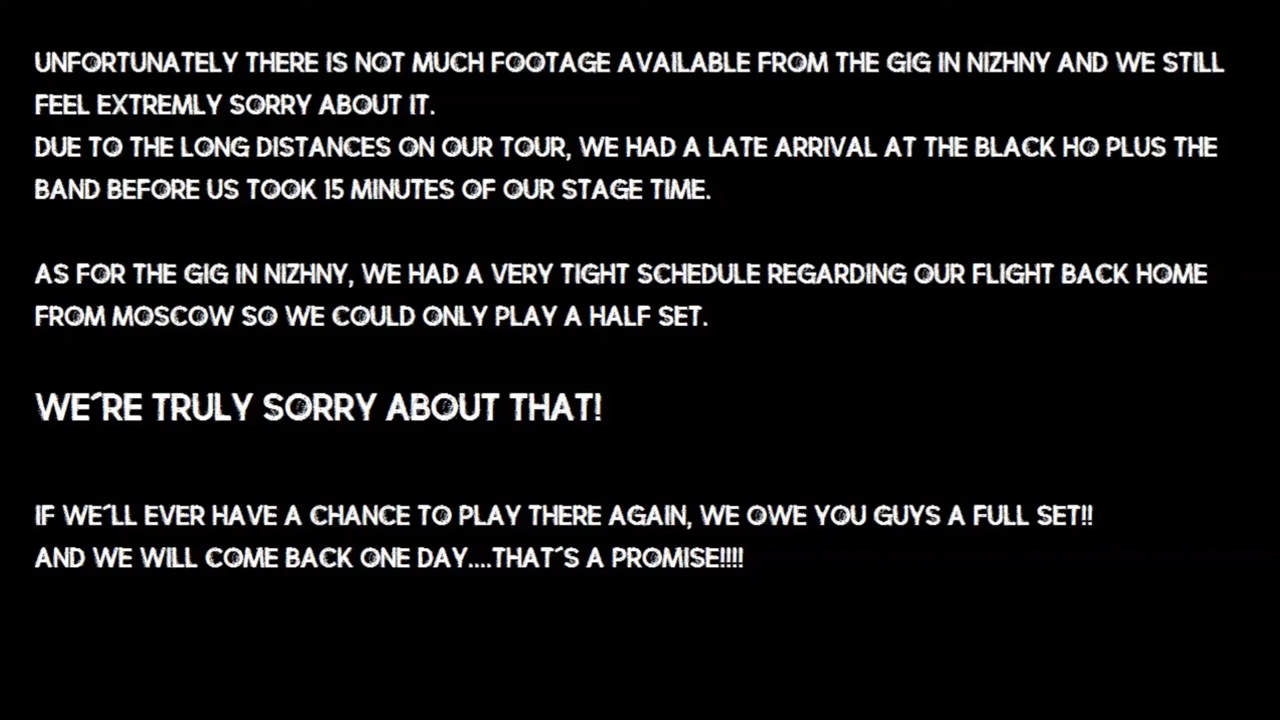 UNFORTUNATELY THERE IS NOT MUCH FOOTAGE AVAILABLE FROM THE GIG IN NIZHNY AND WE STILL
FEEL EXTREMLY SORRY ABOUT IT.
DUE TO THE LONG DISTANCES ON OUR TOUR, WE HAD A LATE ARRIVAL AT THE BLACK HO PLUS THE
BAND BEFORE US TOOK 15 MINUTES OF OUR STAGE TIME.
AS FOR THE GIG IN NIZHNY, WE HAD A VERY TIGHT SCHEDULE REGARDING OUR FLIGHT BACK HOME
FROM MOSCOW SO WE COULD ONLY PLAY A HALF SET.
WE´RE TRULY SORRY ABOUT THAT!
IF WE´LL EVER HAVE A CHANCE TO PLAY THERE AGAIN, WE OWE YOU GUYS A FULL SET!!
AND WE WILL COME BACK ONE DAY....THAT´S A PROMISE!!!!